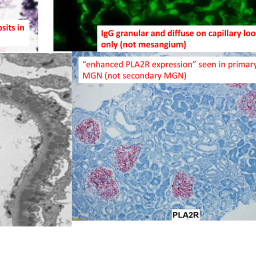 sits in
IgG granular and diffuse on capillary loo
only (not mesangium)
“enhanced PLA2R expression” seen in primary
MGN (not secondary MGN)
PLA2R